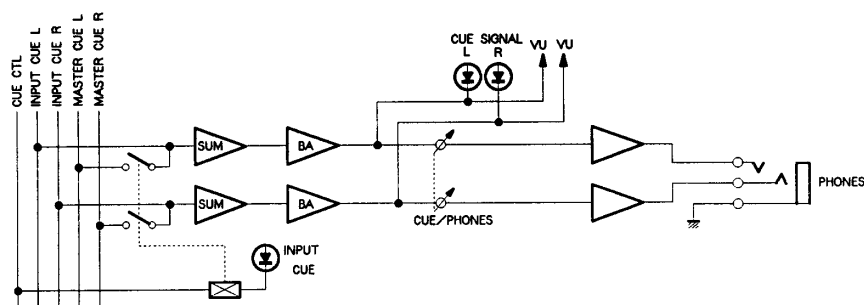 CUE CTL
INPUT CUE L
INPUT CUE R
MASTER CUE L
MASTER CUE R
CUE SIGNAL
L R
VU
VU
SUM
BA
SUM
BA
CUE/PHONES
PHONES
INPUT
CUE